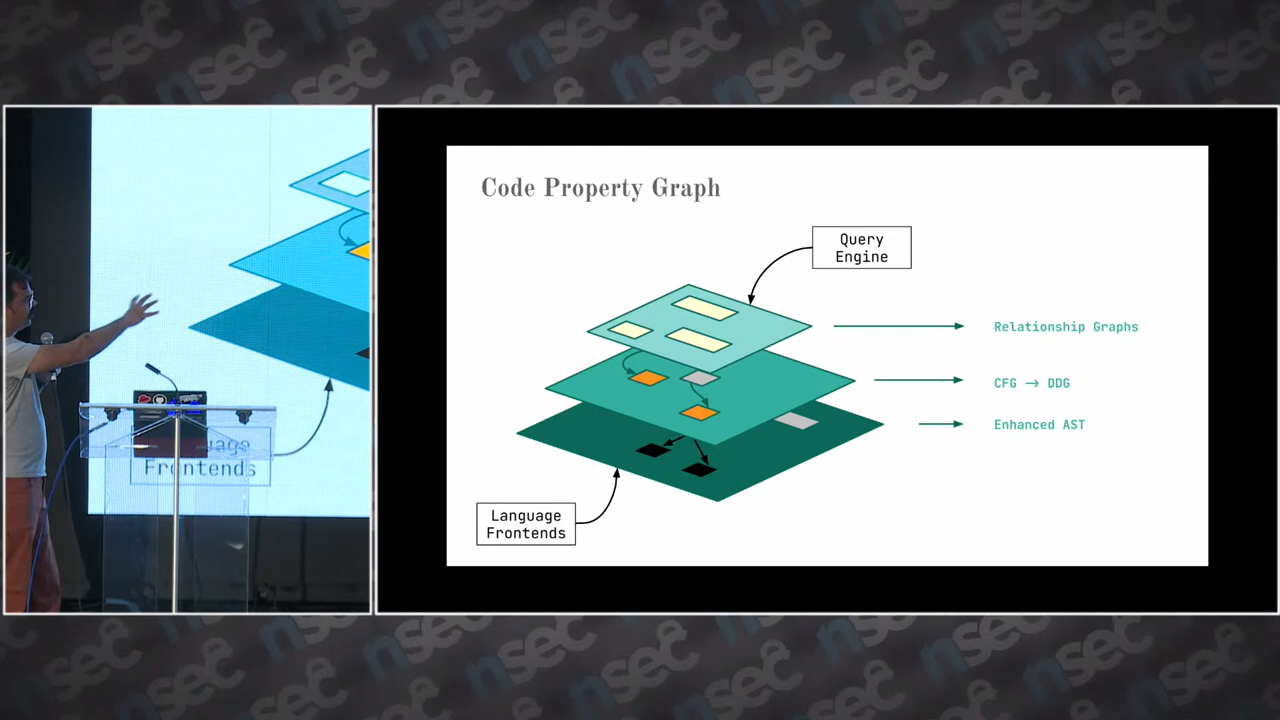 nsec
Code Property Graph
Query
Engine
Relationship Graphs
CFG → DDG
Enhanced AST
Language
Frontends
Frontends